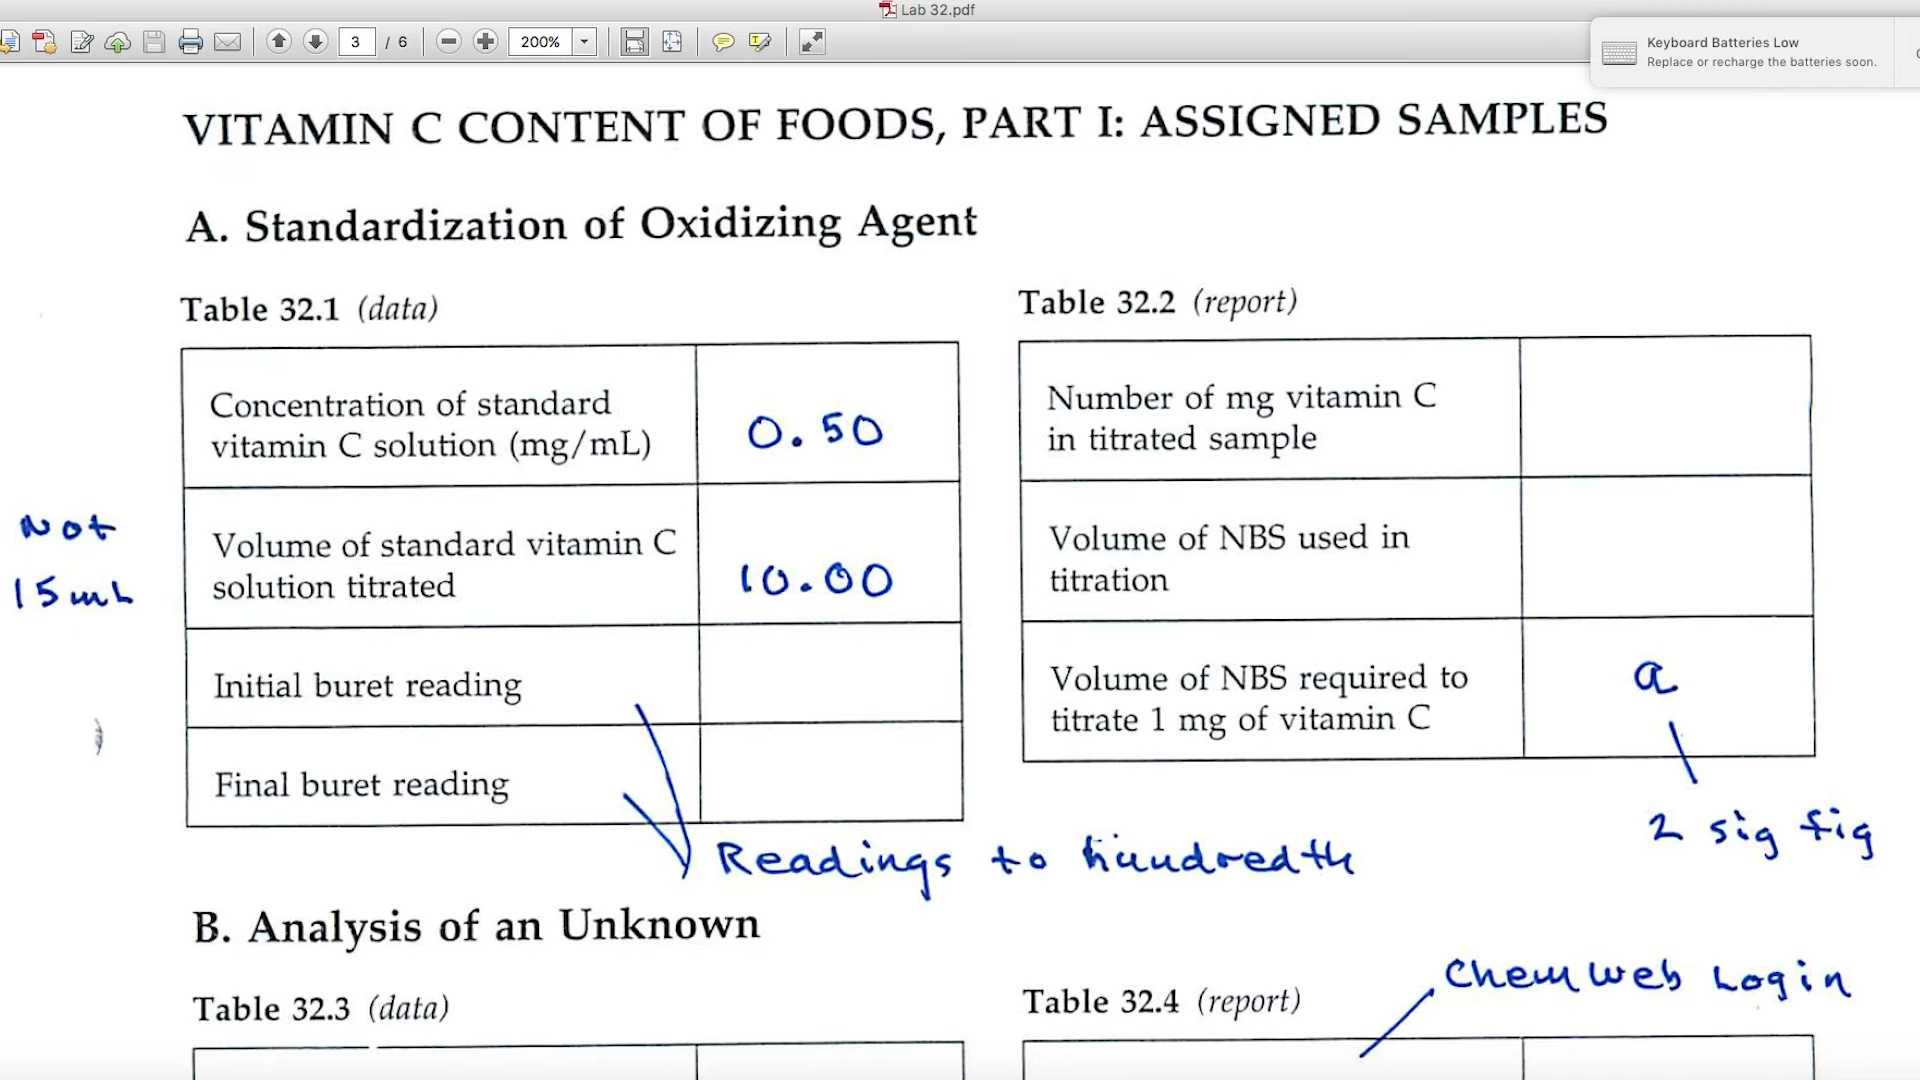 Lab 32.pdf
3 / 6 200%
Keyboard Batteries Low
Replace or recharge the batteries soon.
VITAMIN C CONTENT OF FOODS, PART I: ASSIGNED SAMPLES
A. Standardization of Oxidizing Agent
Table 32.1 (data)
Concentration of standard
vitamin C solution (mg/mL)
0.50
Not
15 mL
Volume of standard vitamin C
solution titrated
10.00
Initial buret reading
Final buret reading
Readings to hundredth
Table 32.2 (report)
Number of mg vitamin C
in titrated sample
Volume of NBS used in
titration
Volume of NBS required to
titrate 1 mg of vitamin C
a
2 sig fig
B. Analysis of an Unknown
Table 32.3 (data)
Chemweb Login
Table 32.4 (report)